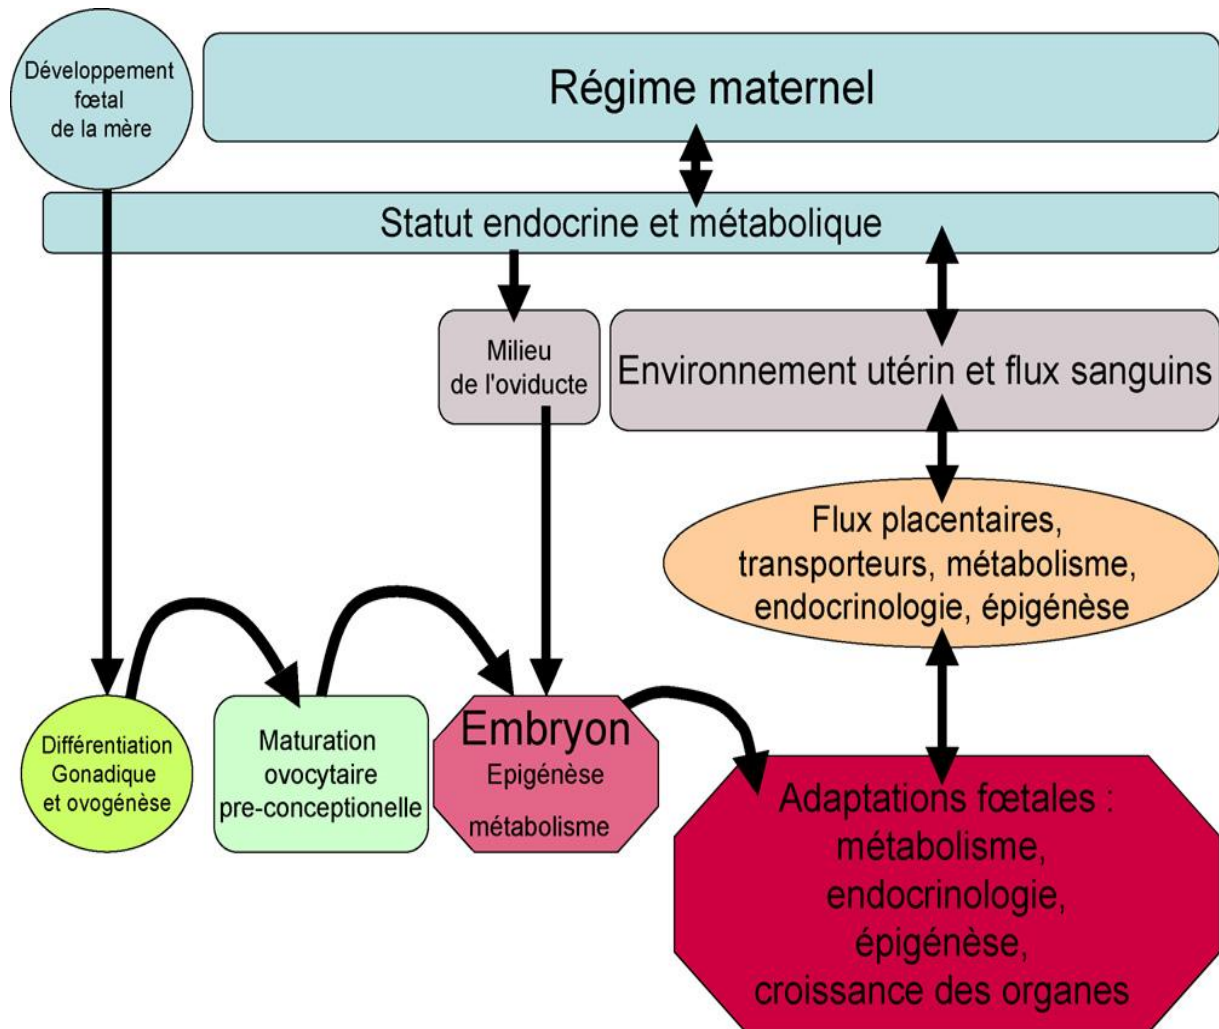 Développement
fœtal
de la mère
Régime maternel
Statut endocrine et métabolique
Milieu
de l'oviducte
Environnement utérin et flux sanguins
Flux placentaires,
transporteurs, métabolisme,
endocrinologie, épigénèse
Différentiation
Gonadique
et ovogénèse
Maturation
ovocytaire
pre-conceptionelle
Embryon
Epigénèse
métabolisme
Adaptations fœtales :
métabolisme,
endocrinologie,
épigénèse,
croissance des organes